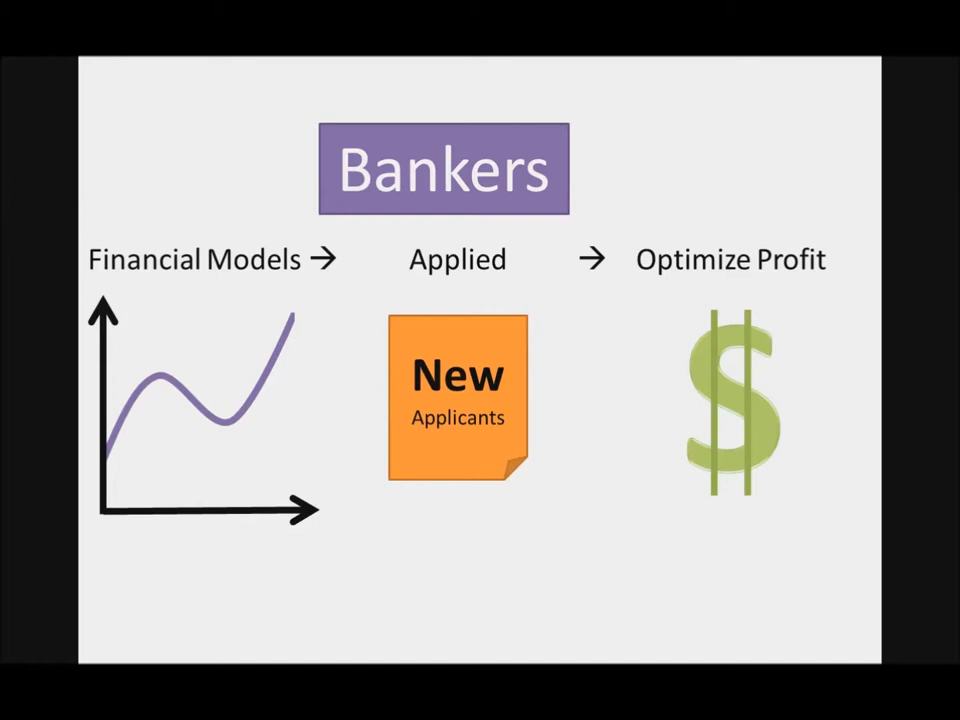 Bankers
Financial Models → Applied → Optimize Profit
New
Applicants
$